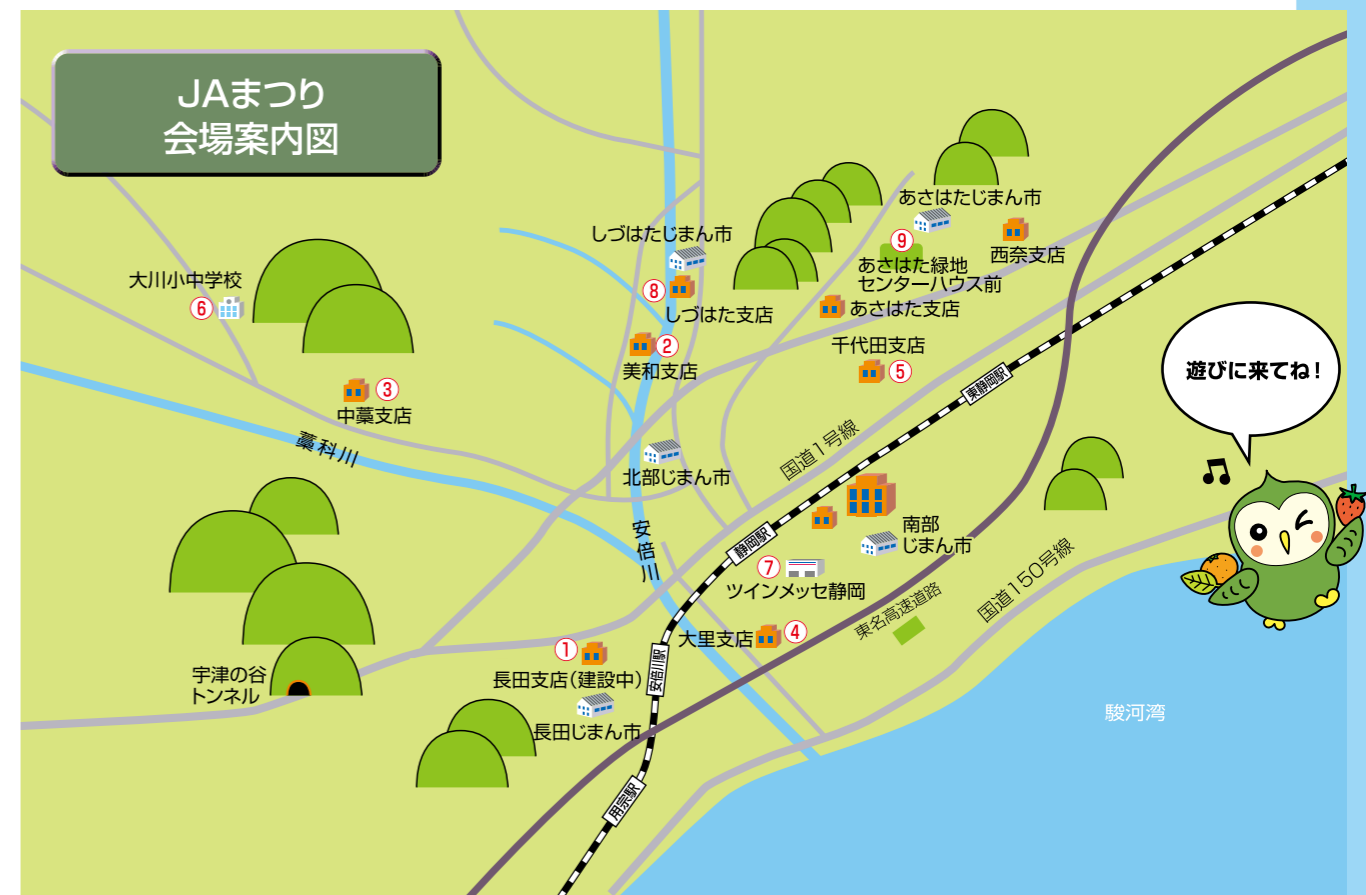 JAまつり
会場案内図
あさはたじまん市
しづはたじまん市
⑨
西奈支店
あさはた緑地
センターハウス前
大川小中学校
⑥
⑧
しづはた支店
あさはた支店
②
美和支店
千代田支店
⑤
遊びに来てね!
③
中藁支店
東静岡駅
藁科川
国道1号線
北部じまん市
安倍川
静岡駅
南部
じまん市
⑦
ツインメッセ静岡
国道150号線
東名高速道路
大里支店
④
①
長田支店(建設中)
安倍川駅
宇津の谷
トンネル
長田じまん市
駿河湾
用宗駅